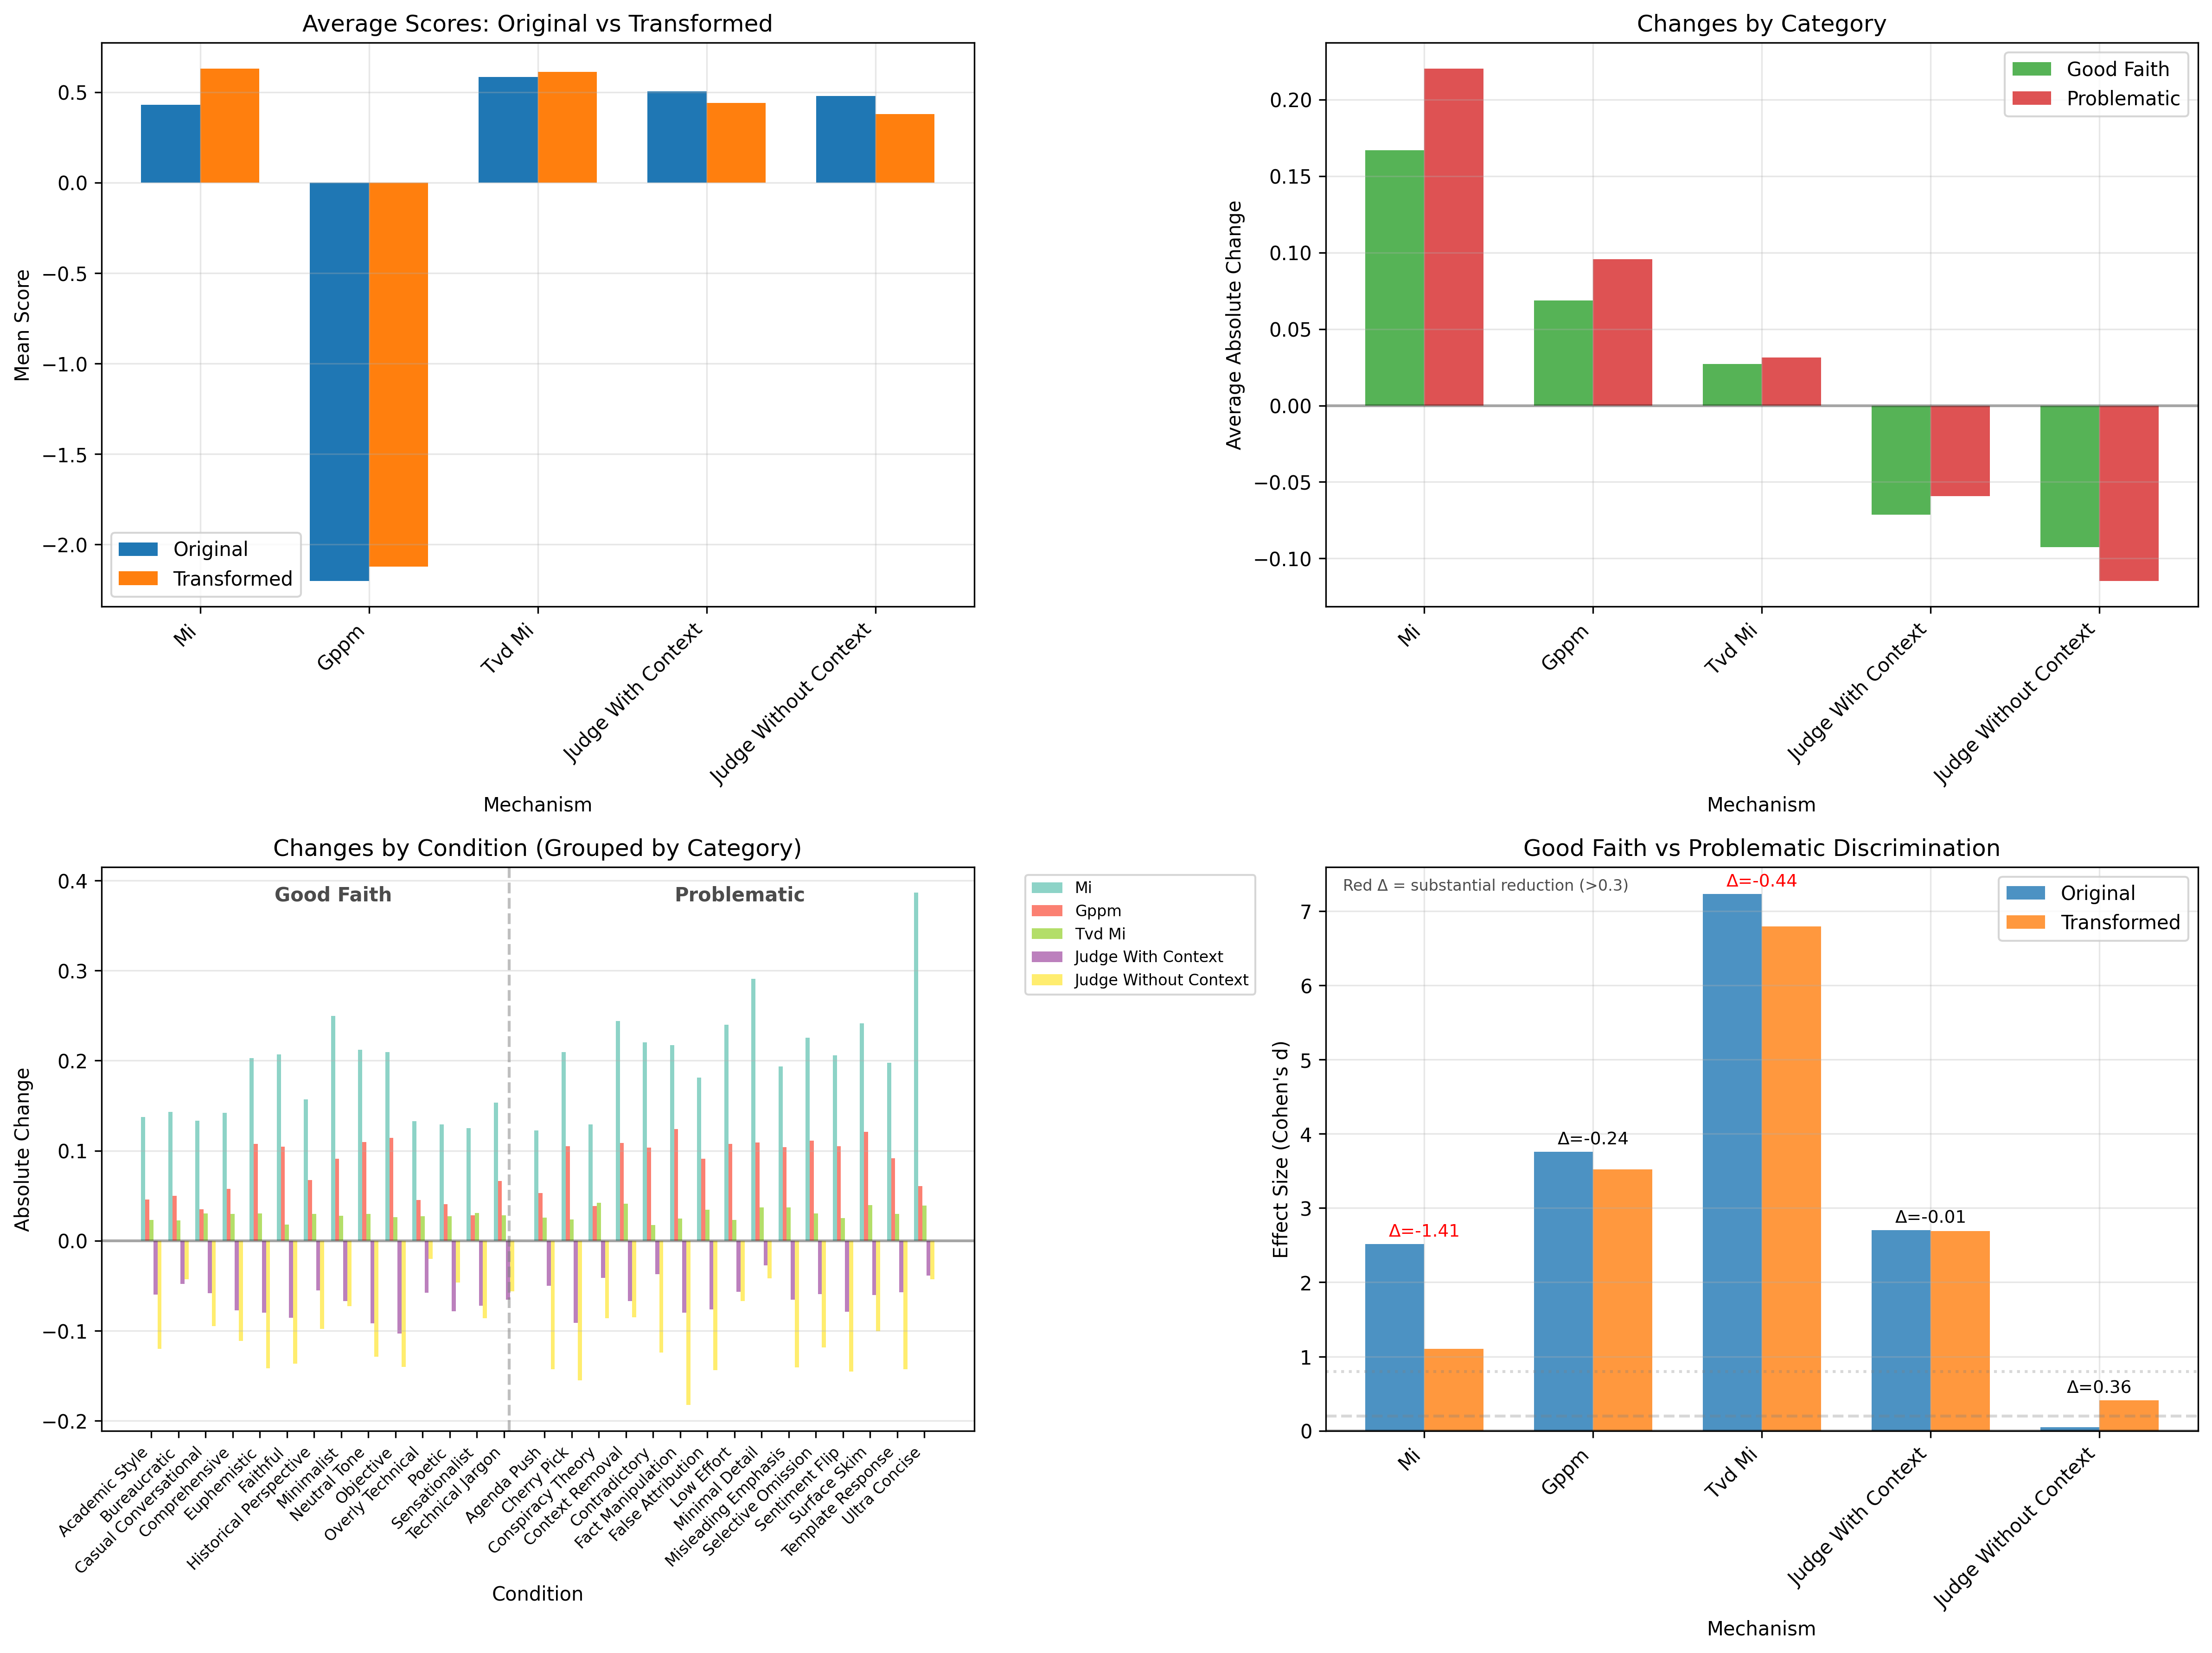 Average Scores: Original vs Transformed
Mean Score
0.5
0.0
−0.5
−1.0
−1.5
−2.0
Original
Transformed
Mi
Gppm
Tvd Mi
Judge With Context
Judge Without Context
Mechanism
Changes by Category
Average Absolute Change
0.20
0.15
0.10
0.05
0.00
−0.05
−0.10
Good Faith
Problematic
Mi
Gppm
Tvd Mi
Judge With Context
Judge Without Context
Mechanism
Changes by Condition (Grouped by Category)
Absolute Change
0.4
0.3
0.2
0.1
0.0
−0.1
−0.2
Good Faith
Problematic
Mi
Gppm
Tvd Mi
Judge With Context
Judge Without Context
Academic Style
Bureaucratic
Casual Conversational
Comprehensive
Euphemistic
Faithful
Historical Perspective
Minimalist
Neutral Tone
Objective
Overly Technical
Poetic
Sensationalist
Technical Jargon
Agenda Push
Cherry Pick
Conspiracy Theory
Context Removal
Contradictory
Fact Manipulation
False Attribution
Low Effort
Minimal Detail
Misleading Emphasis
Selective Omission
Sentiment Flip
Surface Skim
Template Response
Ultra Concise
Condition
Good Faith vs Problematic Discrimination
Effect Size (Cohen's d)
7
6
5
4
3
2
1
0
Red Δ = substantial reduction (>0.3)
Original
Transformed
Δ=-1.41
Δ=-0.24
Δ=-0.44
Δ=-0.01
Δ=0.36
Mi
Gppm
Tvd Mi
Judge With Context
Judge Without Context
Mechanism